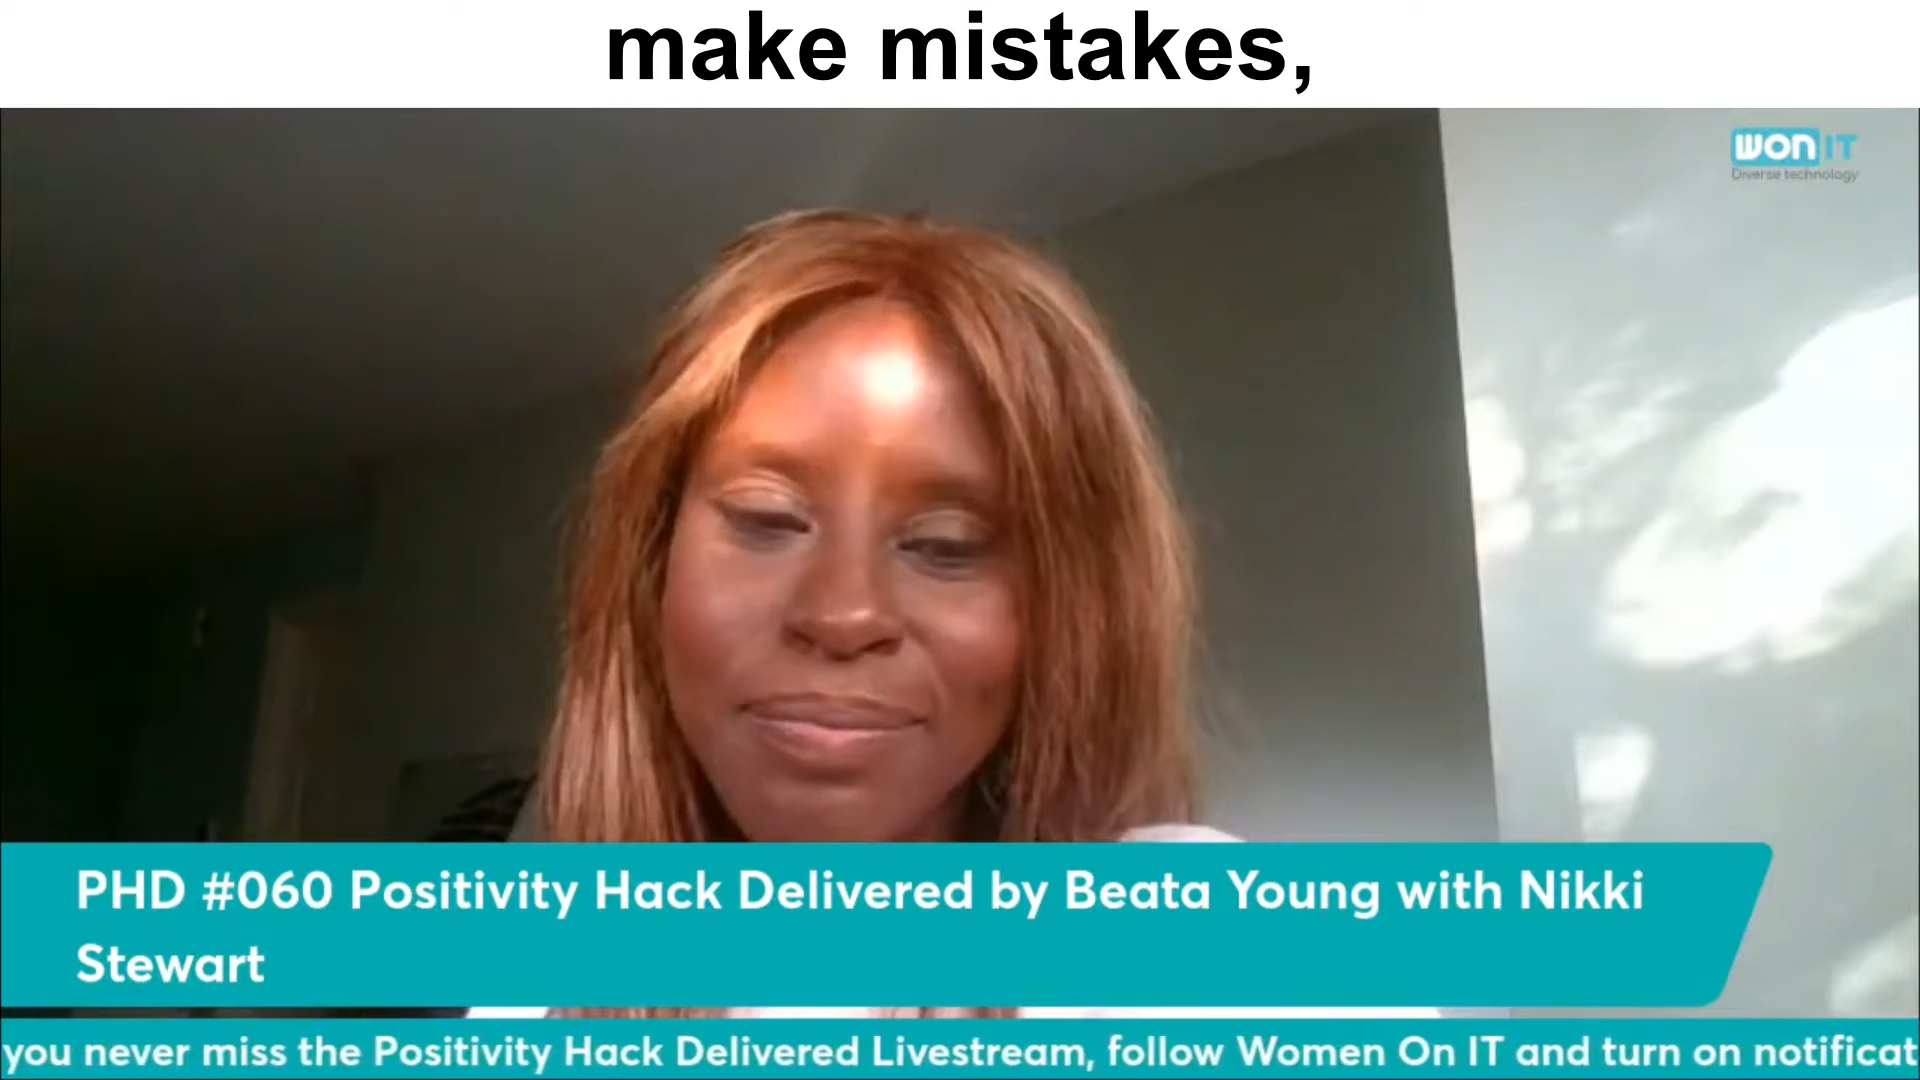 make mistakes,
WON IT
Diverse technology
PHD #060 Positivity Hack Delivered by Beata Young with Nikki
Stewart
you never miss the Positivity Hack Delivered Livestream, follow Women On IT and turn on notificat